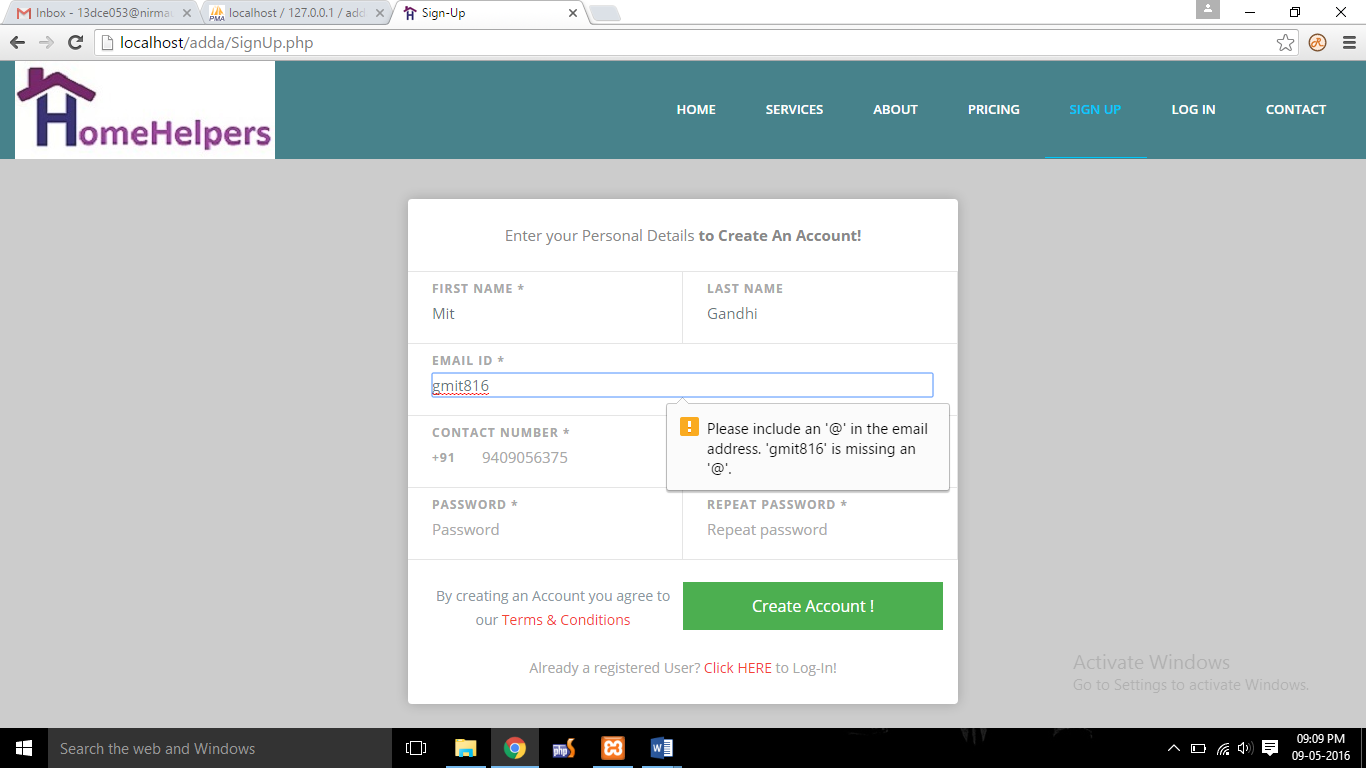 Inbox - 13dce053@nirma
localhost / 127.0.0.1 / add
Sign-Up
localhost/adda/SignUp.php
HomeHelpers
HOME
SERVICES
ABOUT
PRICING
SIGN UP
LOG IN
CONTACT
Enter your Personal Details to Create An Account!
FIRST NAME *
LAST NAME
Mit
Gandhi
EMAIL ID *
gmit816
Please include an '@' in the email
address. 'gmit816' is missing an
'@'.
CONTACT NUMBER *
+91 9409056375
PASSWORD *
REPEAT PASSWORD *
Password
Repeat password
By creating an Account you agree to
our Terms & Conditions
Create Account !
Already a registered User? Click HERE to Log-In!
Activate Windows
Go to Settings to activate Windows.
Search the web and Windows
09:09 PM
09-05-2016